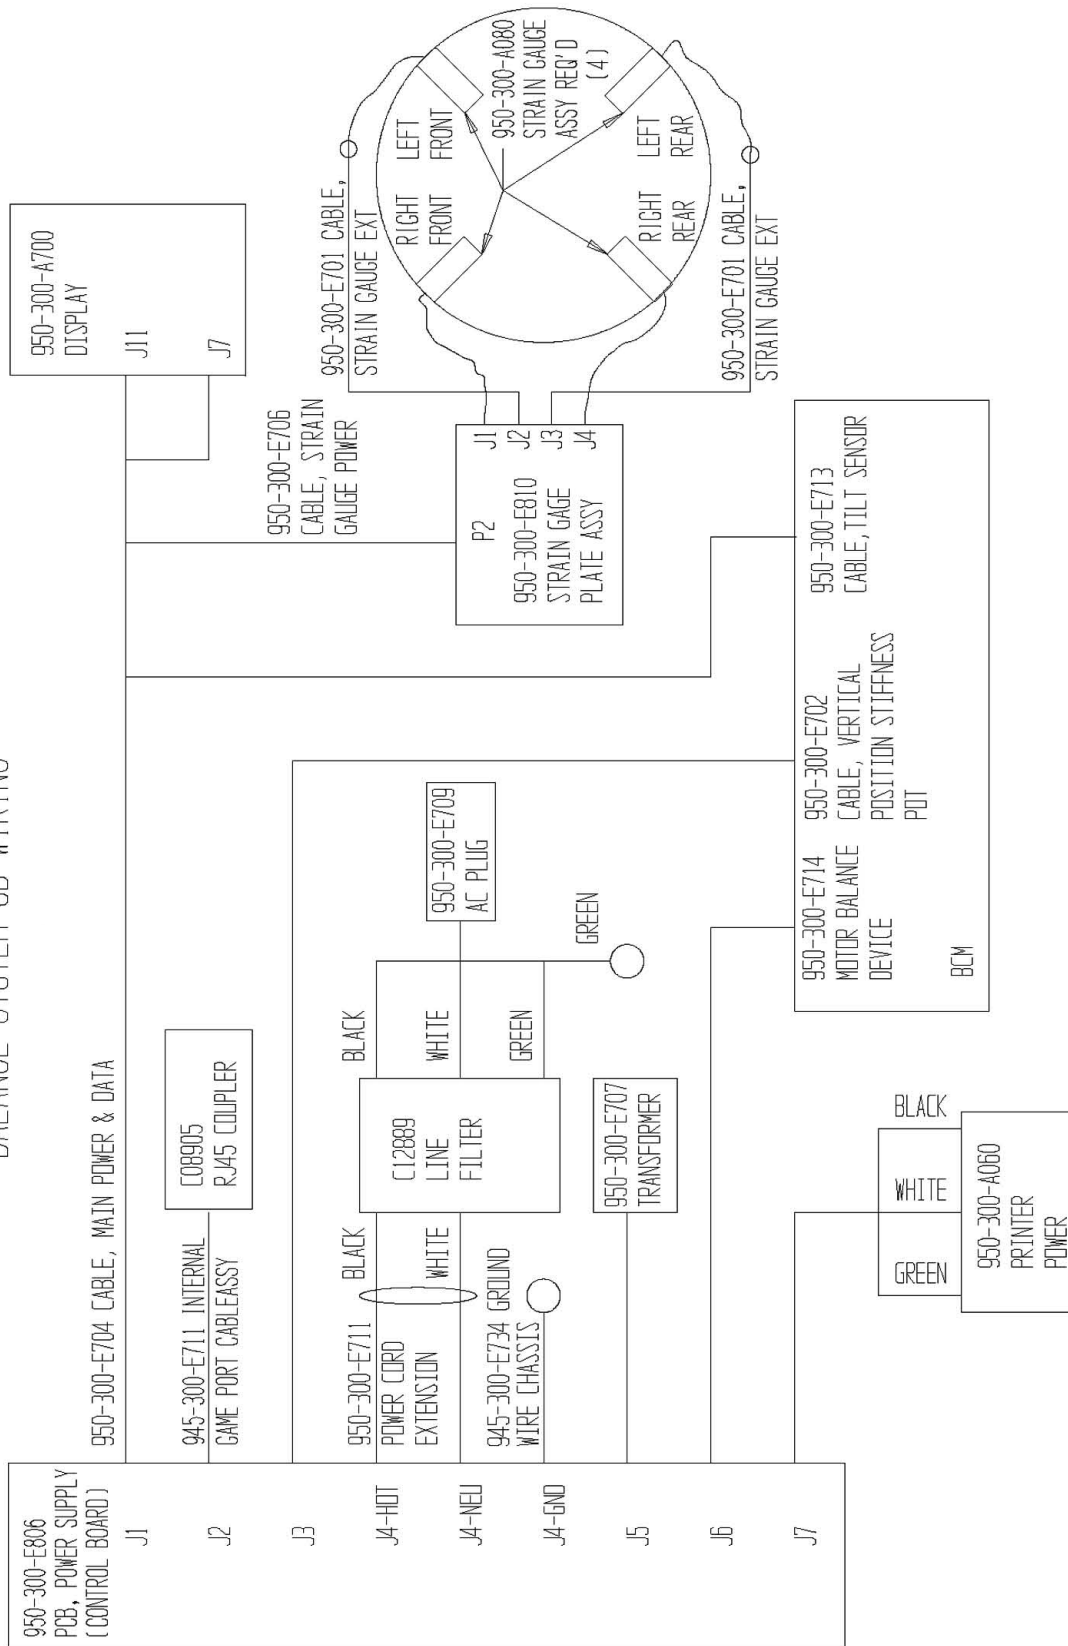 950-300-E806
PCB, POWER SUPPLY
(CONTROL BOARD)
J1
J2
J3
J4-HOT
J4-NEU
J4-GND
J5
J6
J7
950-300-E704 CABLE, MAIN POWER & DATA
945-300-E711 INTERNAL
GAME PORT CABLEASSY
C08905
RJ45 COUPLER
950-300-E711
POWER CORD
EXTENSION
BLACK
WHITE
945-300-E734 GROUND
WIRE CHASSIS
C12889
LINE
FILTER
BLACK
WHITE
GREEN
950-300-E709
AC PLUG
GREEN
950-300-E707
TRANSFORMER
GREEN
WHITE
BLACK
950-300-A060
PRINTER
POWER
950-300-A700
DISPLAY
J11
J7
950-300-E706
CABLE, STRAIN
GAUGE POWER
P2
950-300-E810
STRAIN GAGE
PLATE ASSY
J1
J2
J3
J4
950-300-E701 CABLE,
STRAIN GAUGE EXT
RIGHT
FRONT
LEFT
FRONT
950-300-A080
STRAIN GAUGE
ASSY REQ'D
(4)
RIGHT
REAR
LEFT
REAR
950-300-E701 CABLE,
STRAIN GAUGE EXT
950-300-E714
MOTOR BALANCE
DEVICE
BCM
950-300-E702
CABLE, VERTICAL
POSITION STIFFNESS
POT
950-300-E713
CABLE,TILT SENSOR